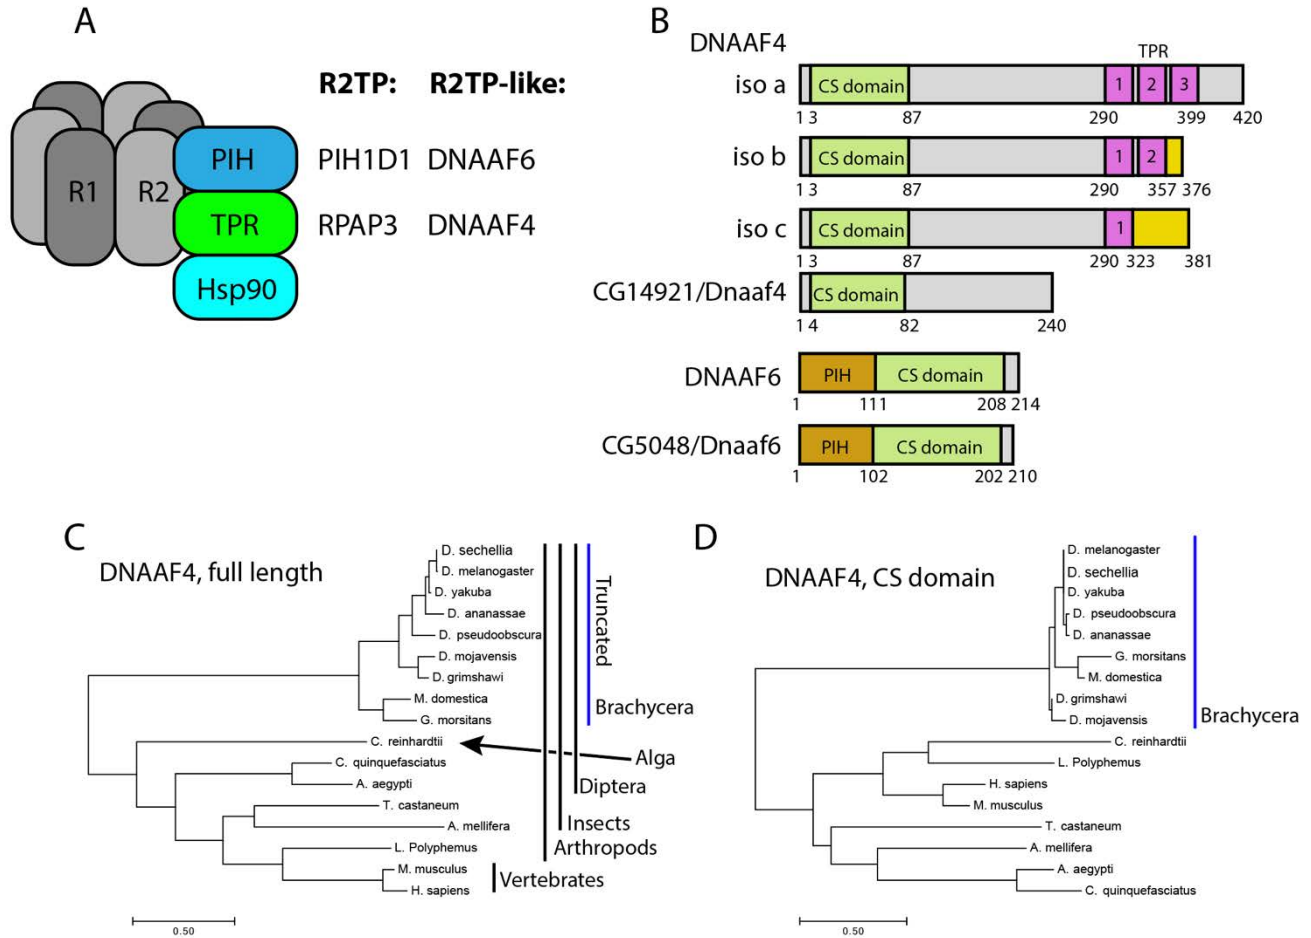 A
R2TP: R2TP-like:
PIH PIH1D1 DNAAF6
R1 R2
TPR RPAP3 DNAAF4
Hsp90
B
DNAAF4
TPR
iso a CS domain 1 2 3
1 3 87 290 399 420
iso b CS domain 1 2
1 3 87 290 357 376
iso c CS domain 1
1 3 87 290 323 381
CG14921/Dnaaf4 CS domain
1 4 82 240
DNAAF6 PIH CS domain
1 111 208 214
CG5048/Dnaaf6 PIH CS domain
1 102 202 210
C
DNAAF4, full length
D. sechellia
D. melanogaster
D. yakuba
D. ananassae
D. pseudoobscura
D. mojavensis
D. grimshawi
M. domestica
G. morsitans
C. reinhardtii
C. quinquefasciatus
A. aegypti
T. castaneum
A. mellifera
L. Polyphemus
M. musculus
H. sapiens
Truncated
Brachycera
Alga
Diptera
Insects
Arthropods
Vertebrates
0.50
D
DNAAF4, CS domain
D. melanogaster
D. sechellia
D. yakuba
D. pseudoobscura
D. ananassae
G. morsitans
M. domestica
D. grimshawi
D. mojavensis
Brachycera
C. reinhardtii
L. Polyphemus
H. sapiens
M. musculus
T. castaneum
A. mellifera
A. aegypti
C. quinquefasciatus
0.50